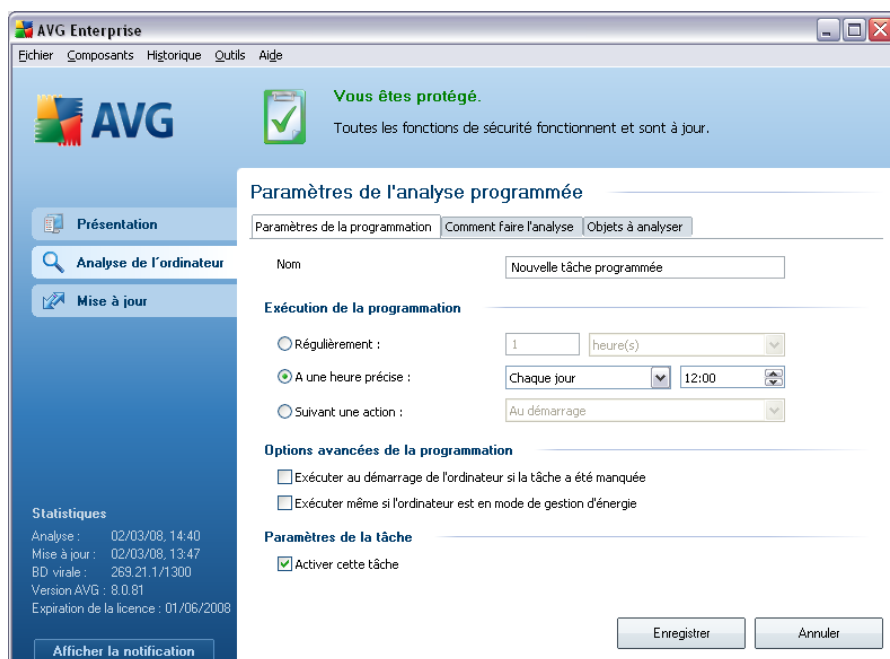 AVG Enterprise
Fichier Composants Historique Outils Aide
AVG
Vous êtes protégé.
Toutes les fonctions de sécurité fonctionnent et sont à jour.
Présentation
Analyse de l'ordinateur
Mise à jour
Paramètres de l'analyse programmée
Paramètres de la programmation Comment faire l'analyse Objets à analyser
Nom Nouvelle tâche programmée
Exécution de la programmation
Régulièrement : 1 heure(s)
A une heure précise : Chaque jour 12:00
Suivant une action : Au démarrage
Options avancées de la programmation
Exécuter au démarrage de l'ordinateur si la tâche a été manquée
Exécuter même si l'ordinateur est en mode de gestion d'énergie
Paramètres de la tâche
Activer cette tâche
Enregistrer Annuler
Statistiques
Analyse : 02/03/08, 14:40
Mise à jour : 02/03/08, 13:47
BD virale : 269.21.1/1300
Version AVG : 8.0.81
Expiration de la licence : 01/06/2008
Afficher la notification